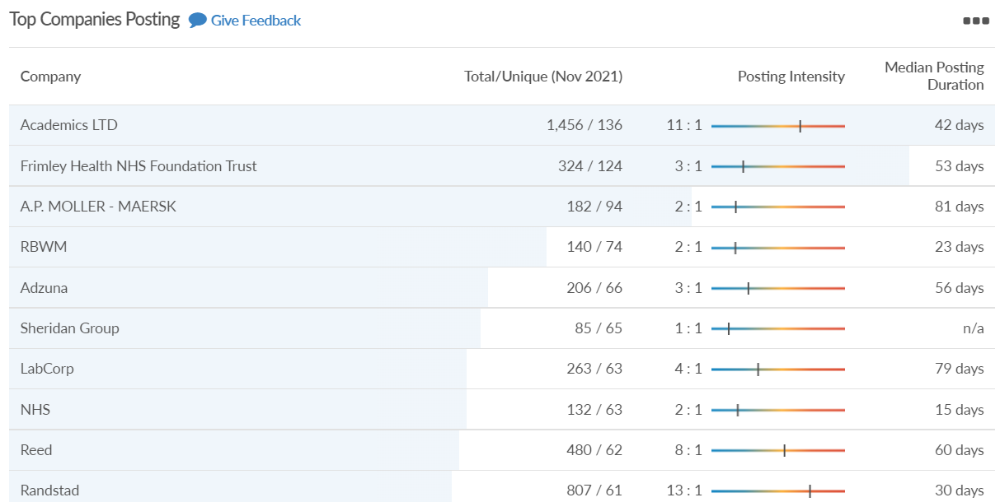 Top Companies Posting Give Feedback
Company Total/Unique (Nov 2021) Posting Intensity Median Posting Duration
Academics LTD 1,456 / 136 11 : 1 42 days
Frimley Health NHS Foundation Trust 324 / 124 3 : 1 53 days
A.P. MOLLER - MAERSK 182 / 94 2 : 1 81 days
RBWM 140 / 74 2 : 1 23 days
Adzuna 206 / 66 3 : 1 56 days
Sheridan Group 85 / 65 1 : 1 n/a
LabCorp 263 / 63 4 : 1 79 days
NHS 132 / 63 2 : 1 15 days
Reed 480 / 62 8 : 1 60 days
Randstad 807 / 61 13 : 1 30 days